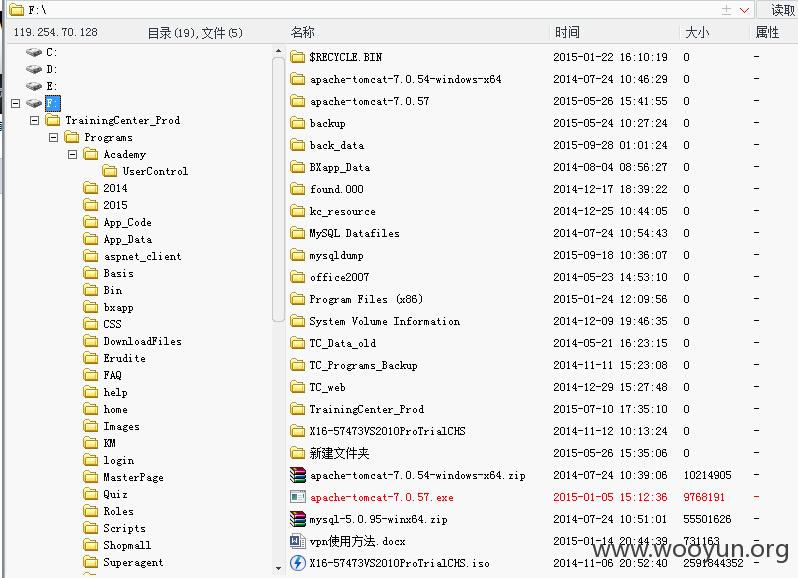 F:\ 读取
119.254.70.128 目录(19),文件(5) 名称 时间 大小 属性
C:
D:
E:
F:
TrainingCenter_Prod
Programs
Academy
UserControl
2014
2015
App_Code
App_Data
aspnet_client
Basis
Bin
bxapp
CSS
DownloadFiles
Erudite
FAQ
help
home
Images
KM
login
MasterPage
Quiz
Roles
Scripts
Shopmall
Superagent
$RECYCLE.BIN 2015-01-22 16:10:19 0 -
apache-tomcat-7.0.54-windows-x64 2014-07-24 10:46:29 0 -
apache-tomcat-7.0.57 2015-05-26 15:41:55 0 -
backup 2015-05-24 10:27:24 0 -
back_data 2015-09-28 01:01:24 0 -
BXapp_Data 2014-08-04 08:56:27 0 -
found.000 2014-12-17 18:39:22 0 -
kc_resource 2014-12-25 10:44:05 0 -
MySQL Datafiles 2014-07-24 10:54:43 0 -
mysqldump 2015-09-18 10:36:07 0 -
office2007 2014-05-23 14:53:10 0 -
Program Files (x86) 2015-01-24 12:09:56 0 -
System Volume Information 2014-12-09 19:46:35 0 -
TC_Data_old 2014-05-21 16:23:15 0 -
TC_Programs_Backup 2014-11-11 15:23:08 0 -
TC_web 2014-12-29 15:27:48 0 -
TrainingCenter_Prod 2015-07-10 17:35:10 0 -
X16-57473VS2010ProTrialCHS 2014-11-12 10:13:24 0 -
新建文件夹 2015-05-26 15:35:06 0 -
apache-tomcat-7.0.54-windows-x64.zip 2014-07-24 10:39:06 10214905 -
apache-tomcat-7.0.57.exe 2015-01-05 15:12:36 9768191 -
mysql-5.0.95-winx64.zip 2014-07-24 10:51:01 55501626 -
vpn使用方法.docx 2015-01-14 20:44:39 731163 -
X16-57473VS2010ProTrialCHS.iso 2014-11-06 20:52:40 2591844352 -
www.wooyun.org